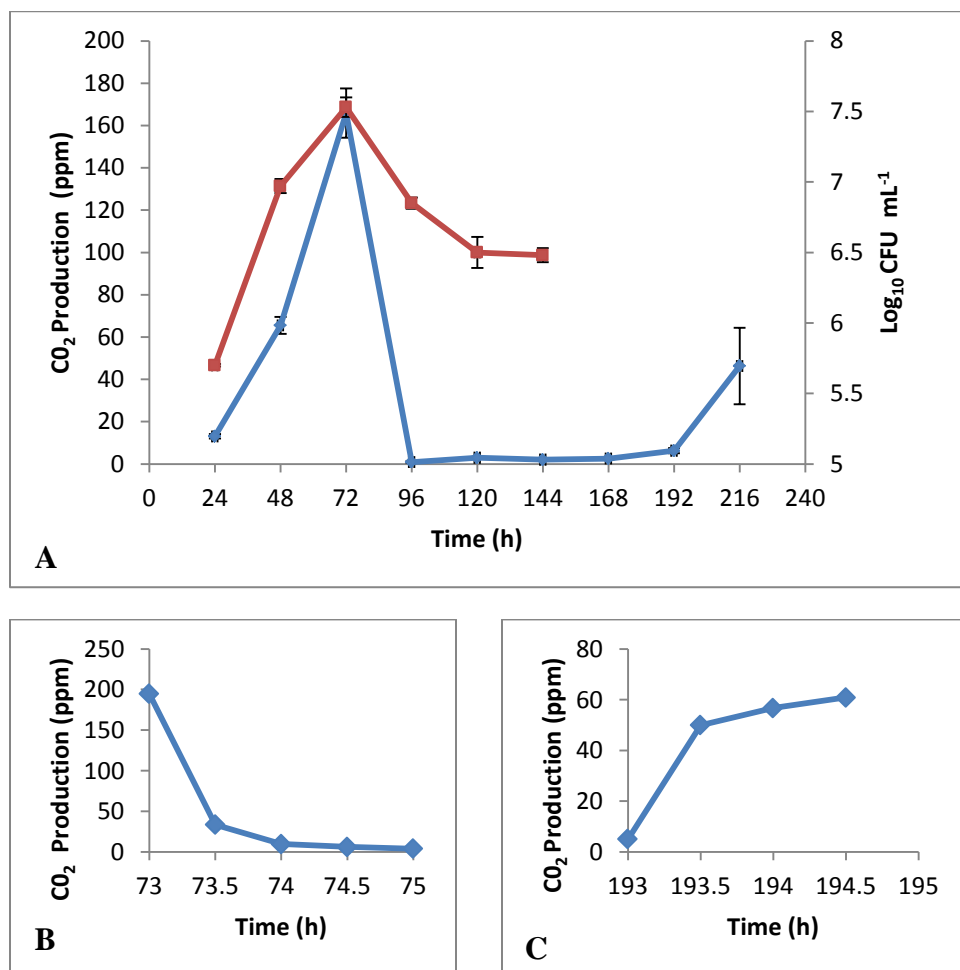 200
180
160
140
120
100
80
60
40
20
0
C0₂ Production (ppm)
8
7.5
7
6.5
6
5.5
5
Log₁₀ CFU mL⁻¹
0 24 48 72 96 120 144 168 192 216 240
Time (h)
A
250
200
150
100
50
0
C0₂ Production (ppm)
73 73.5 74 74.5 75
Time (h)
B
80
60
40
20
0
C0₂ Production (ppm)
193 193.5 194 194.5 195
Time (h)
C